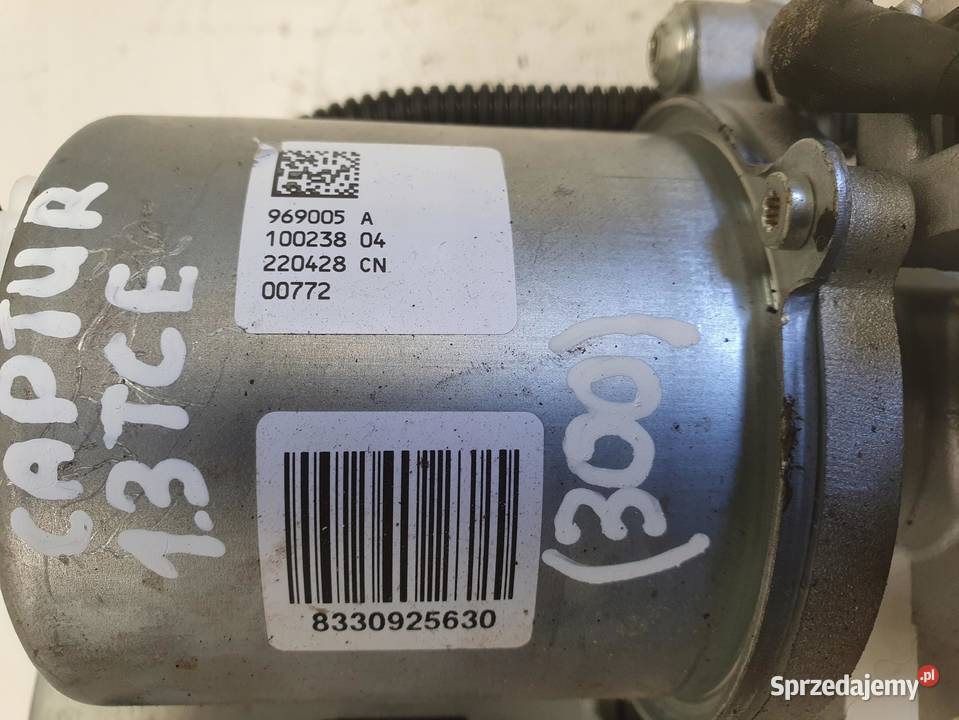 CAPTUR
1.3TCE
969005 A
100238 04
220428 CN
00772
8330925630
(300)
Sprzedajemy.pl